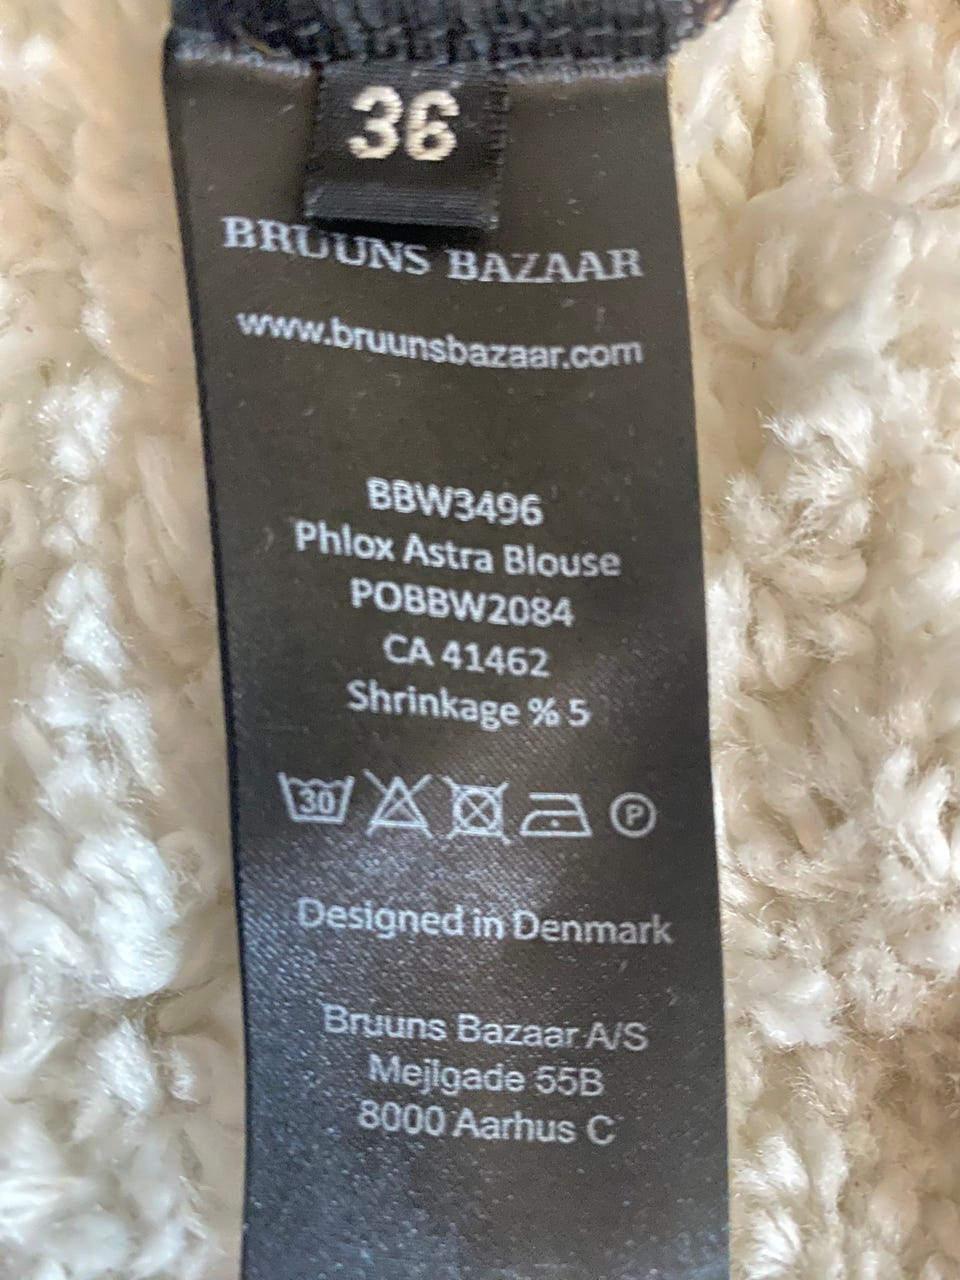 36
BRUUNS BAZAAR
www.bruunsbazaar.com
BBW3496
Phlox Astra Blouse
POBBW2084
CA 41462
Shrinkage % 5
30 P
Designed in Denmark
Bruuns Bazaar A/S
Mejlgade 55B
8000 Aarhus C